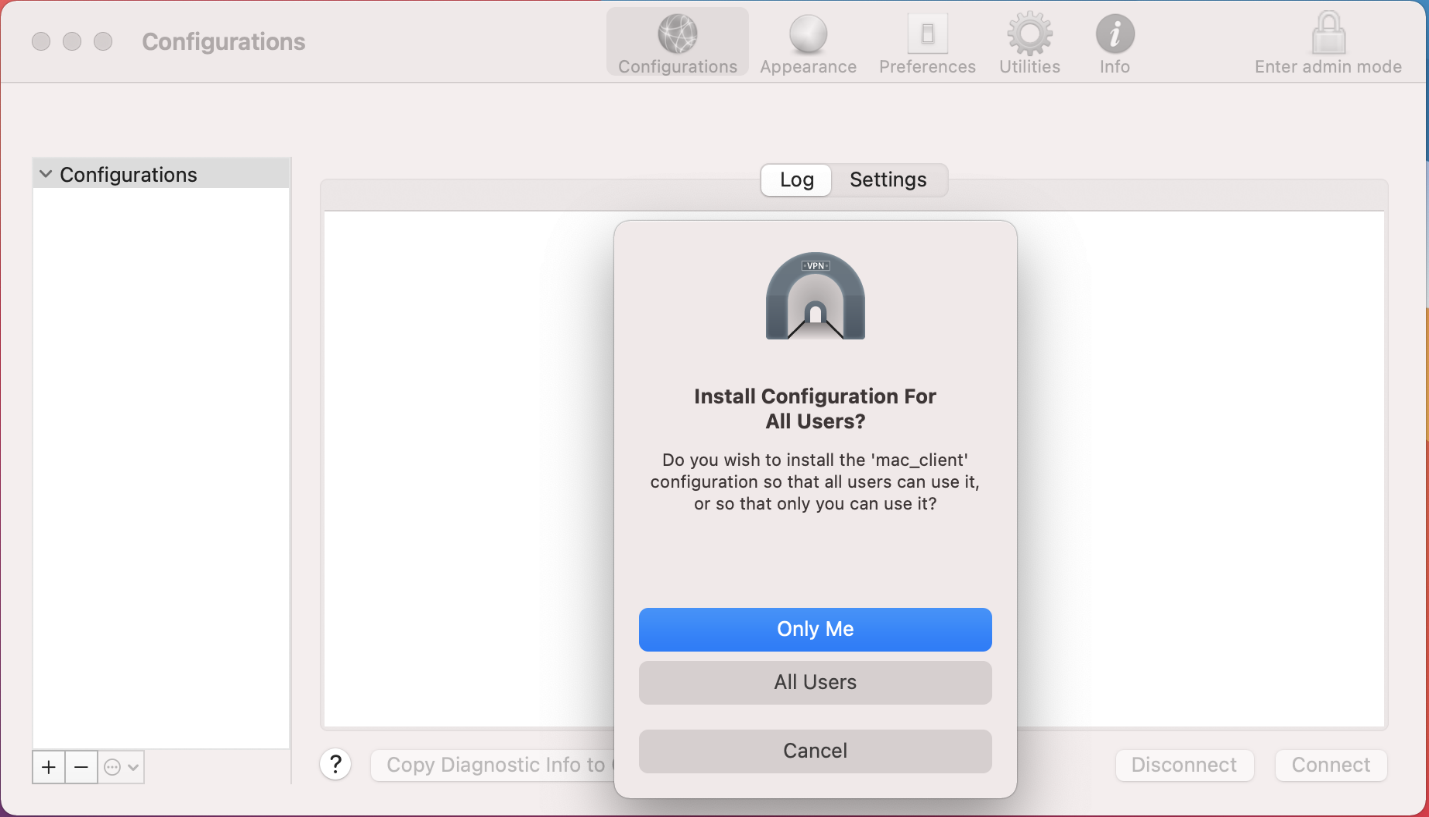 Configurations
Configurations
Appearance
Preferences
Utilities
Info
Enter admin mode
Configurations
Log
Settings
VPN
Install Configuration For
All Users?
Do you wish to install the 'mac_client'
configuration so that all users can use it,
or so that only you can use it?
Only Me
All Users
Cancel
?
Copy Diagnostic Info to
Disconnect
Connect